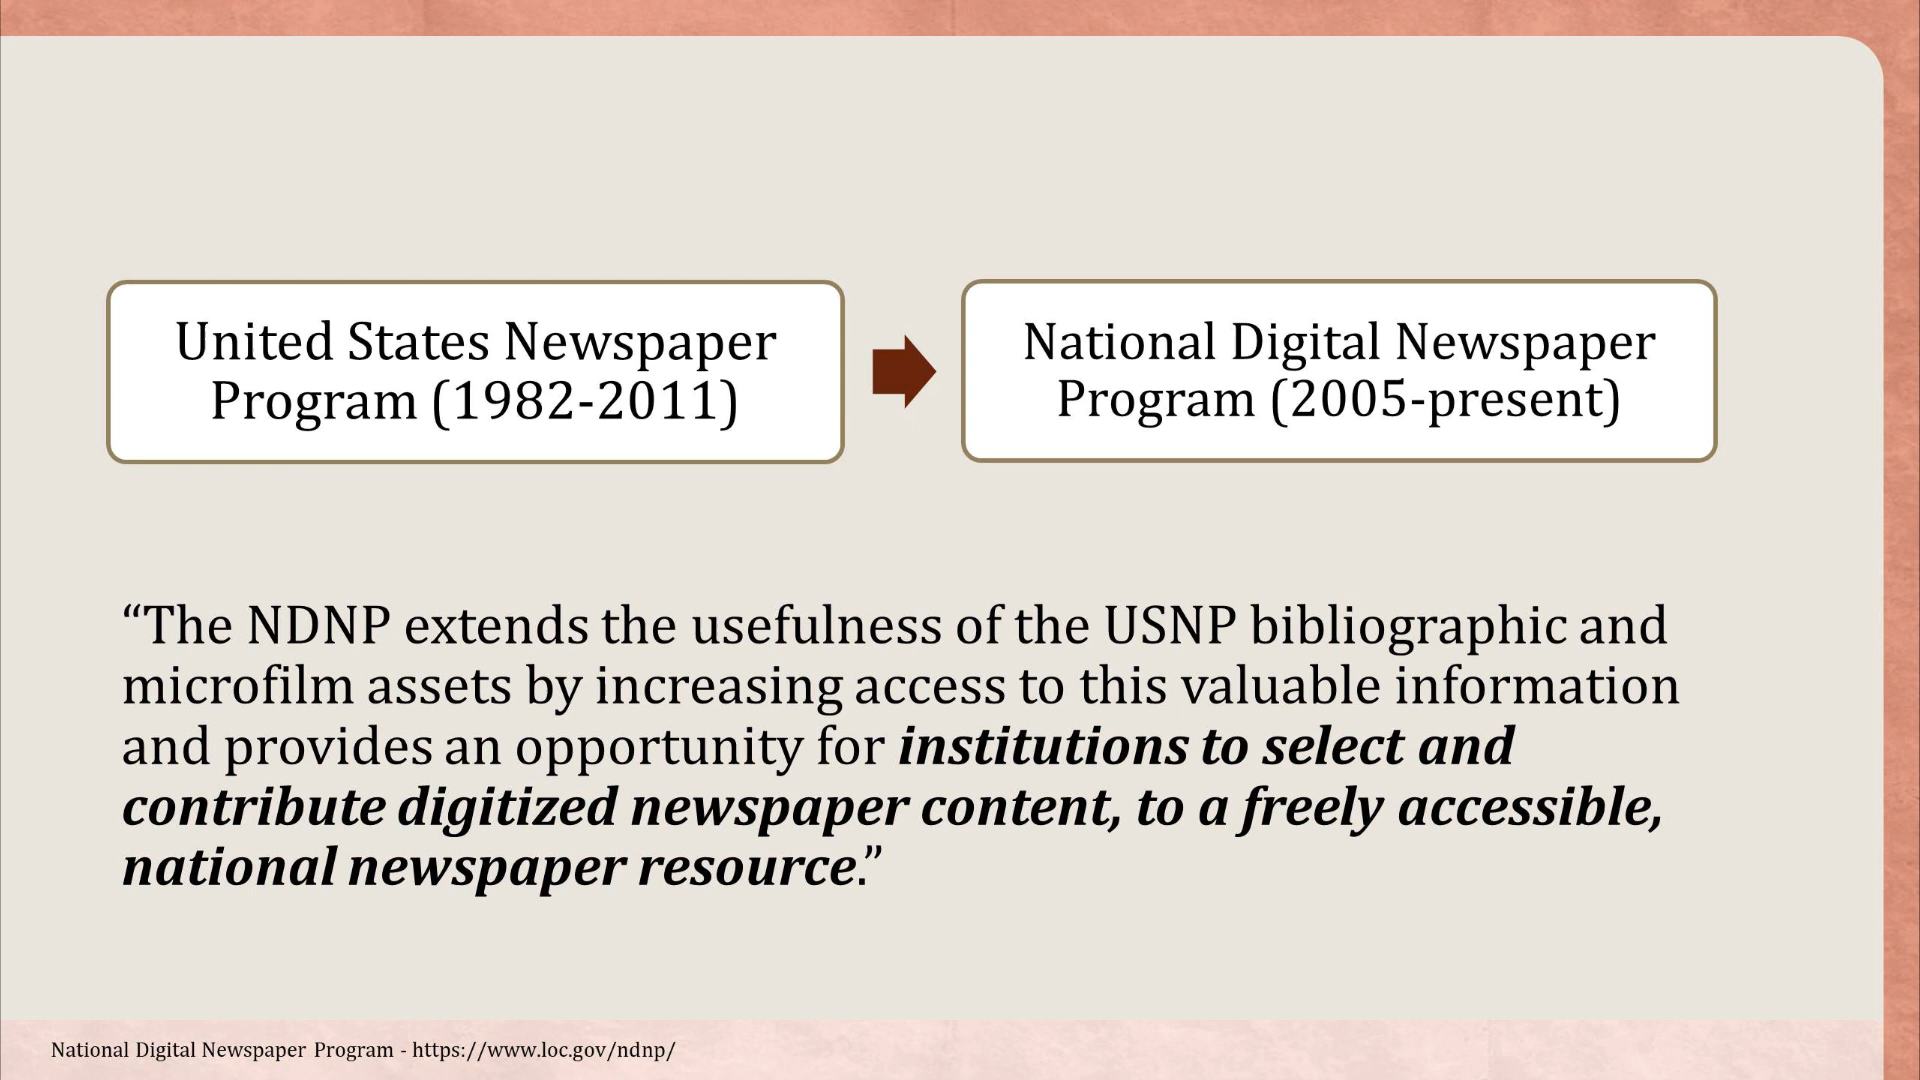 United States Newspaper
Program (1982-2011)
National Digital Newspaper
Program (2005-present)
“The NDNP extends the usefulness of the USNP bibliographic and
microfilm assets by increasing access to this valuable information
and provides an opportunity for institutions to select and
contribute digitized newspaper content, to a freely accessible,
national newspaper resource.”
National Digital Newspaper Program - https://www.loc.gov/ndnp/